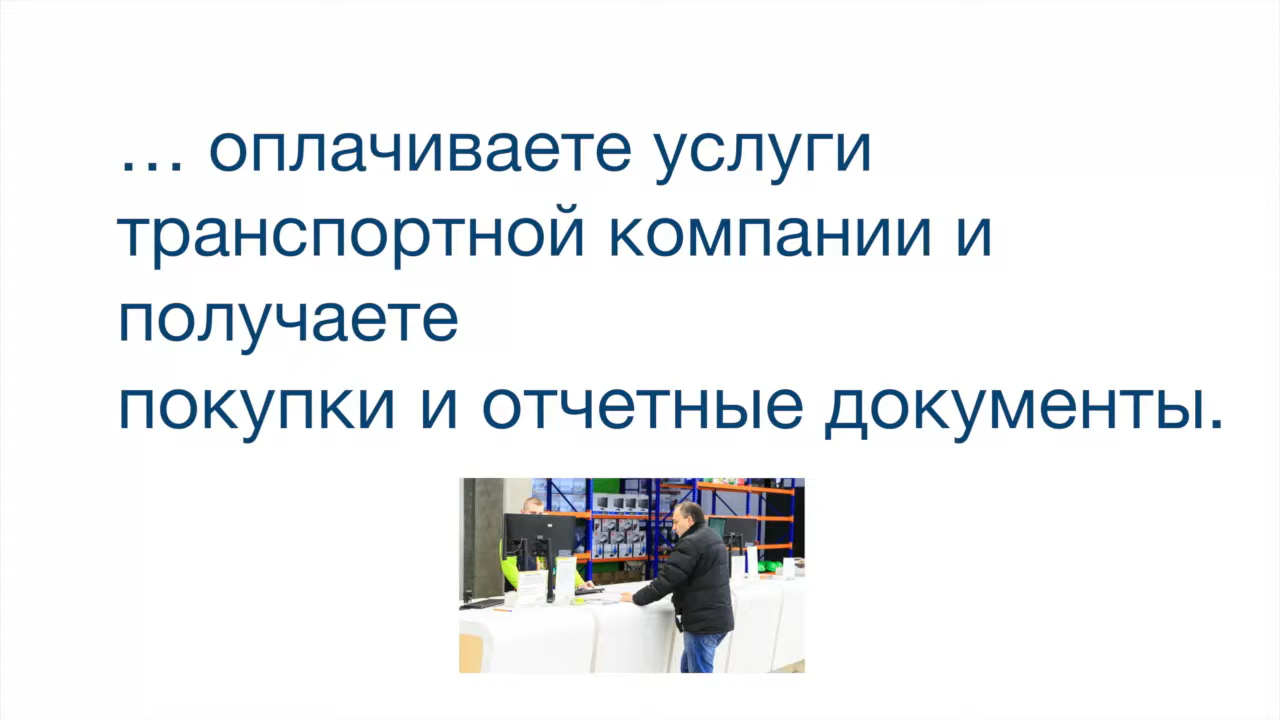 … оплачиваете услуги
транспортной компании и
получаете
покупки и отчетные документы.